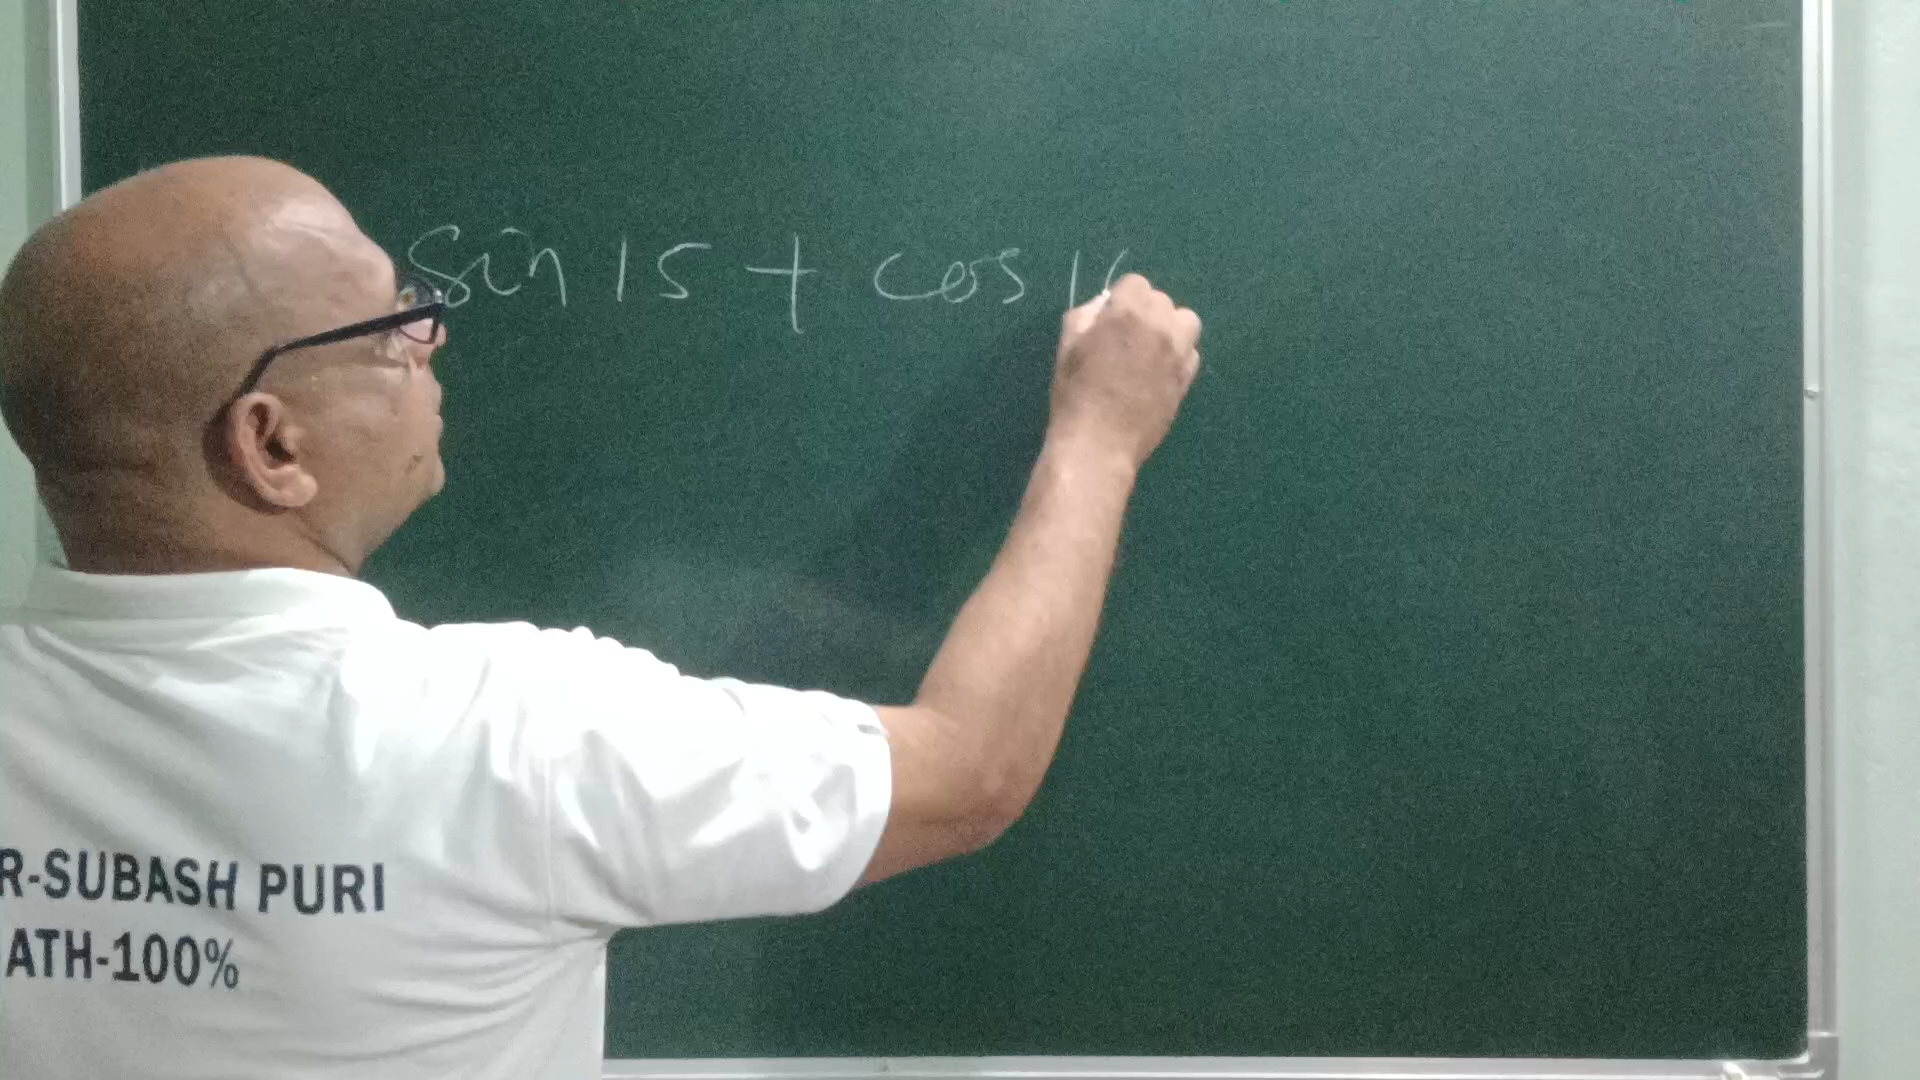 sin 15 + cos 1
R-SUBASH PURI
ATH-100%